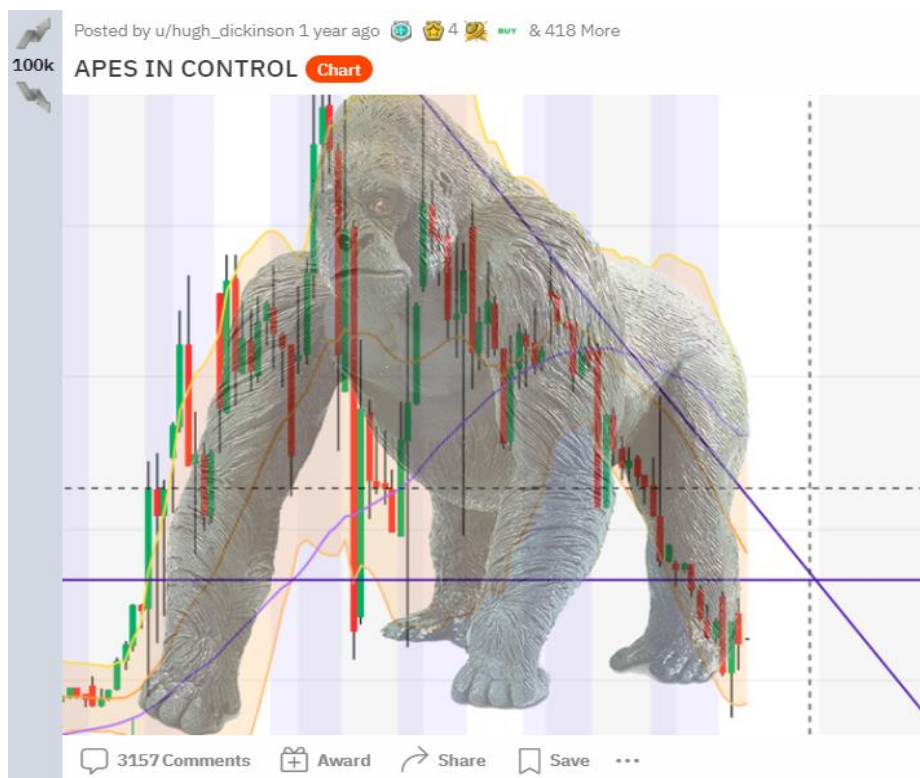 Posted by u/hugh_dickinson 1 year ago 4 BUY & 418 More
100k
APES IN CONTROL Chart
3157 Comments Award Share Save